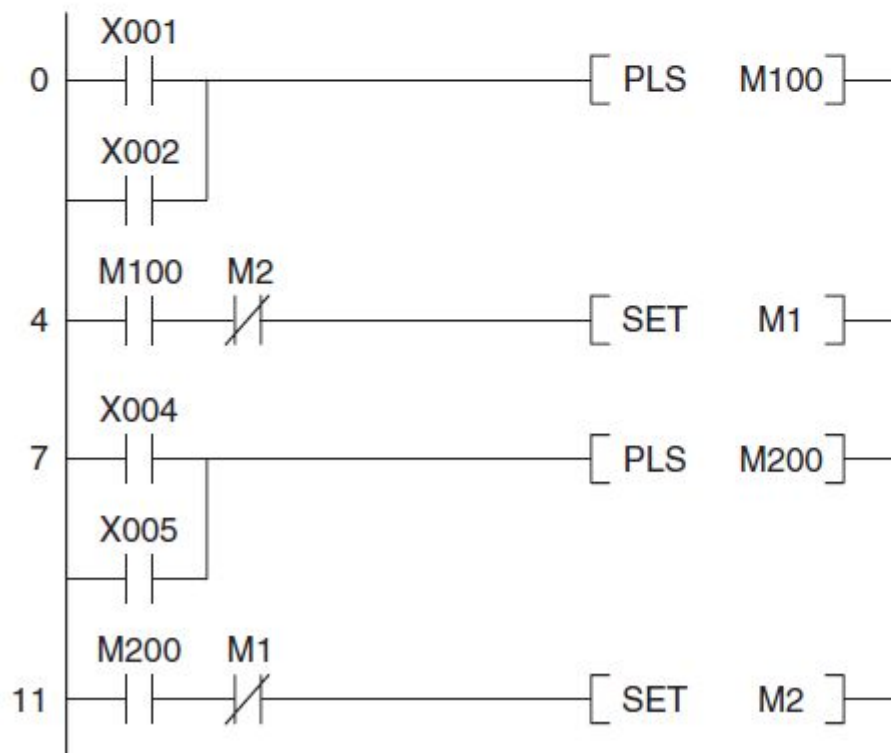 X001
0 PLS M100
X002
M100 M2
4 SET M1
X004
7 PLS M200
X005
M200 M1
11 SET M2